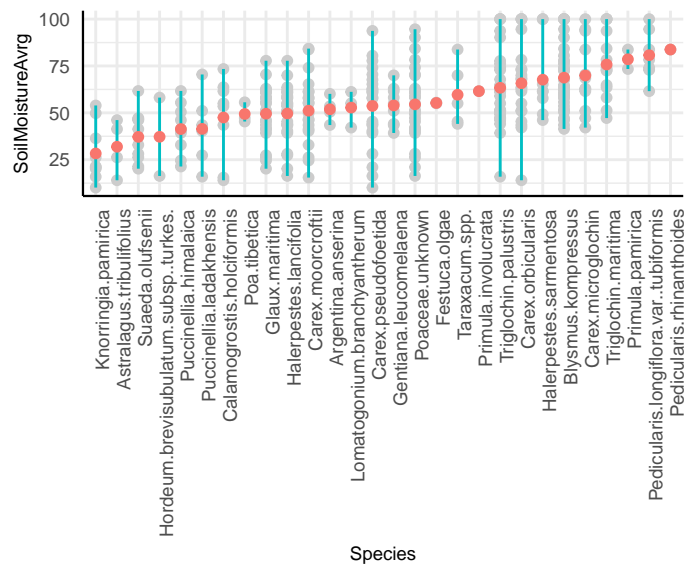 SoilMoistureAvrg
100
75
50
25
Knorringia.pamirica
Astralagus.tribulifolius
Suaeda.olufsenii
Hordeum.brevisubulatum.subsp..turkes.
Puccinellia.himalaica
Puccinellia.ladakhensis
Calamogrostis.holciformis
Poa.tibetica
Glaux.maritima
Halerpestes.lancifolia
Carex.moorcroftii
Argentina.anserina
Lomatogonium.branchyantherum
Carex.pseudofoetida
Gentiana.leucomelaena
Poaceae.unknown
Festuca.olgae
Taraxacum.spp.
Primula.involucrata
Triglochin.palustris
Carex.orbicularis
Halerpestes.sarmentosa
Blysmus.kompressus
Carex.microglochin
Triglochin.maritima
Primula.pamirica
Pedicularis.longiflora.var..tubiformis
Pedicularis.rhinanthoides
Species